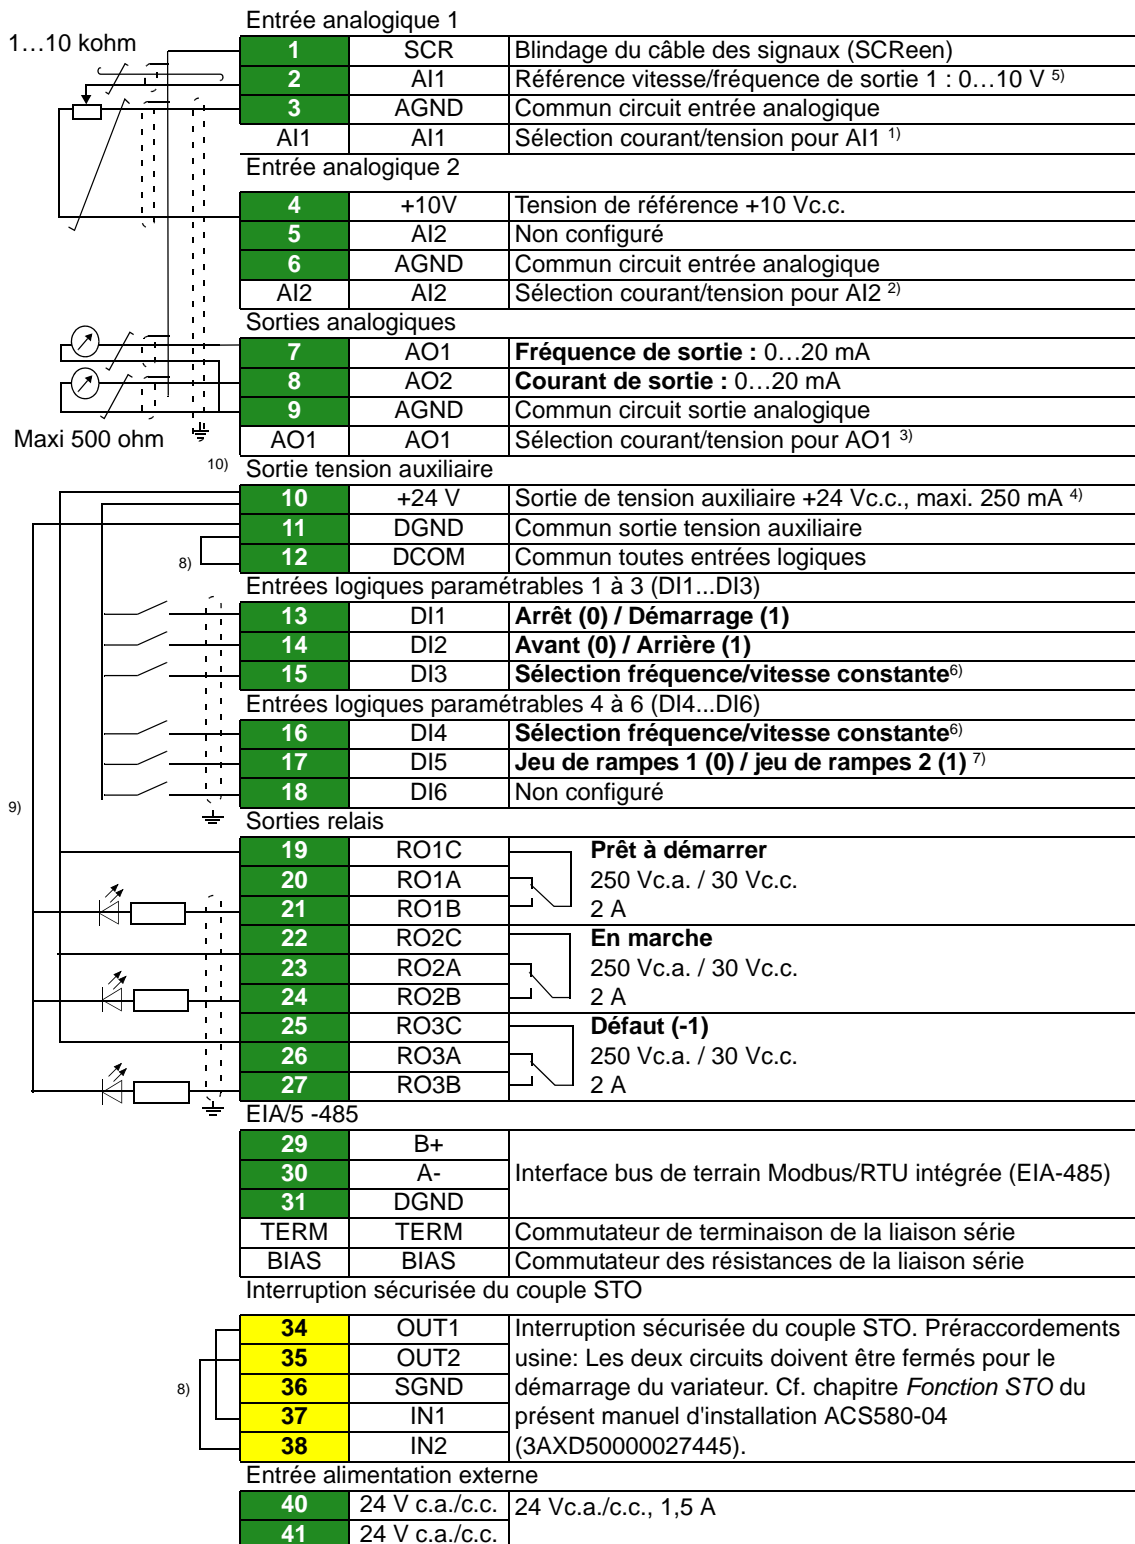 Entrée analogique 1
1…10 kohm
1 SCR Blindage du câble des signaux (SCReen)
2 AI1 Référence vitesse/fréquence de sortie 1 : 0…10 V 5)
3 AGND Commun circuit entrée analogique
AI1 AI1 Sélection courant/tension pour AI1 1)
Entrée analogique 2
4 +10V Tension de référence +10 Vc.c.
5 AI2 Non configuré
6 AGND Commun circuit entrée analogique
AI2 AI2 Sélection courant/tension pour AI2 2)
Sorties analogiques
7 AO1 Fréquence de sortie : 0…20 mA
8 AO2 Courant de sortie : 0…20 mA
9 AGND Commun circuit sortie analogique
Maxi 500 ohm
AO1 AO1 Sélection courant/tension pour AO1 3)
10) Sortie tension auxiliaire
10 +24 V Sortie de tension auxiliaire +24 Vc.c., maxi. 250 mA 4)
11 DGND Commun sortie tension auxiliaire
8) 12 DCOM Commun toutes entrées logiques
Entrées logiques paramétrables 1 à 3 (DI1...DI3)
13 DI1 Arrêt (0) / Démarrage (1)
14 DI2 Avant (0) / Arrière (1)
15 DI3 Sélection fréquence/vitesse constante6)
Entrées logiques paramétrables 4 à 6 (DI4...DI6)
16 DI4 Sélection fréquence/vitesse constante6)
17 DI5 Jeu de rampes 1 (0) / jeu de rampes 2 (1) 7)
18 DI6 Non configuré
9)
Sorties relais
19 RO1C Prêt à démarrer
20 RO1A 250 Vc.a. / 30 Vc.c.
21 RO1B 2 A
22 RO2C En marche
23 RO2A 250 Vc.a. / 30 Vc.c.
24 RO2B 2 A
25 RO3C Défaut (-1)
26 RO3A 250 Vc.a. / 30 Vc.c.
27 RO3B 2 A
EIA/5 -485
29 B+
30 A- Interface bus de terrain Modbus/RTU intégrée (EIA-485)
31 DGND
TERM TERM Commutateur de terminaison de la liaison série
BIAS BIAS Commutateur des résistances de la liaison série
Interruption sécurisée du couple STO
34 OUT1 Interruption sécurisée du couple STO. Préraccordements
35 OUT2 usine: Les deux circuits doivent être fermés pour le
8) 36 SGND démarrage du variateur. Cf. chapitre Fonction STO du
37 IN1 présent manuel d'installation ACS580-04
38 IN2 (3AXD50000027445).
Entrée alimentation externe
40 24 V c.a./c.c. 24 Vc.a./c.c., 1,5 A
41 24 V c.a./c.c.